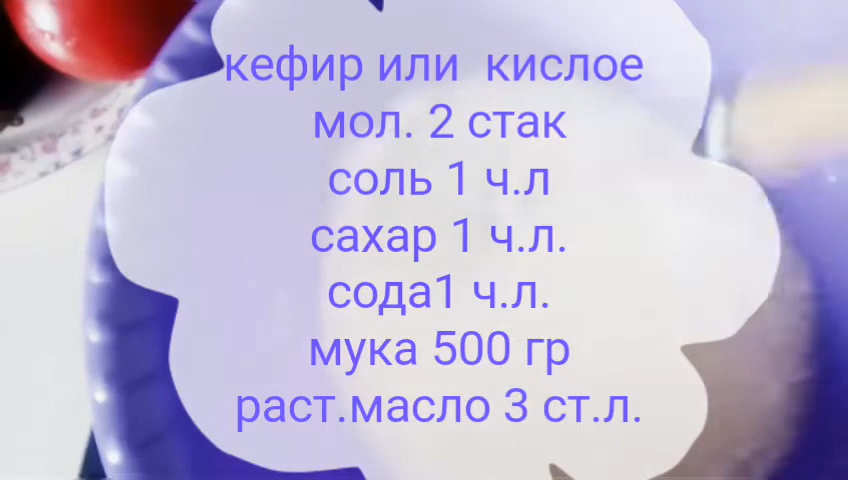 кефир или кислое
мол. 2 стак
соль 1 ч.л
сахар 1 ч.л.
сода1 ч.л.
мука 500 гр
раст.масло 3 ст.л.